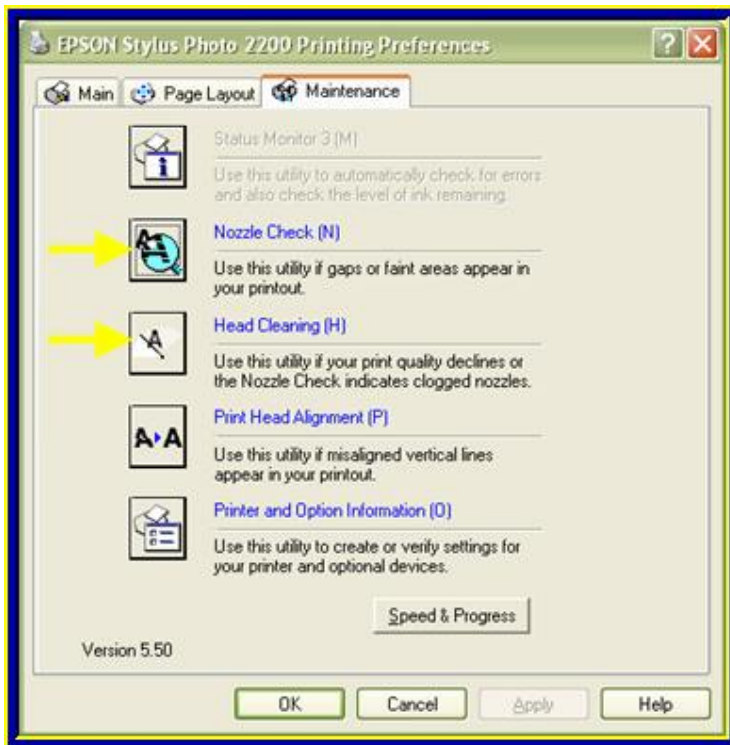 EPSON Stylus Photo 2200 Printing Preferences
Main Page Layout Maintenance
Status Monitor 3 (M)
Use this utility to automatically check for errors
and also check the level of ink remaining.
Nozzle Check (N)
Use this utility if gaps or faint areas appear in
your printout.
Head Cleaning (H)
Use this utility if your print quality declines or
the Nozzle Check indicates clogged nozzles.
Print Head Alignment (P)
Use this utility if misaligned vertical lines
appear in your printout.
Printer and Option Information (O)
Use this utility to create or verify settings for
your printer and optional devices.
Speed & Progress
Version 5.50
OK Cancel Apply Help